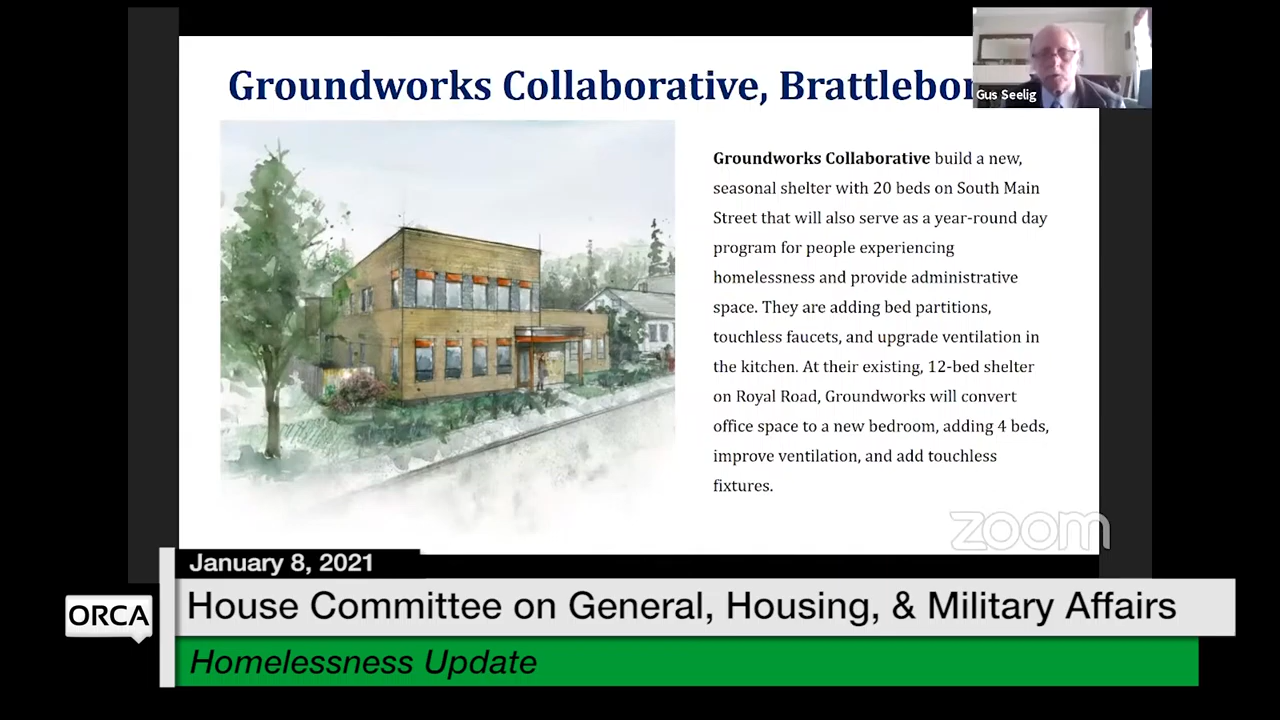 Groundworks Collaborative, Brattlebor
Gus Seelig
Groundworks Collaborative build a new,
seasonal shelter with 20 beds on South Main
Street that will also serve as a year-round day
program for people experiencing
homelessness and provide administrative
space. They are adding bed partitions,
touchless faucets, and upgrade ventilation in
the kitchen. At their existing, 12-bed shelter
on Royal Road, Groundworks will convert
office space to a new bedroom, adding 4 beds,
improve ventilation, and add touchless
fixtures.
zoom
January 8, 2021
ORCA
House Committee on General, Housing, & Military Affairs
Homelessness Update